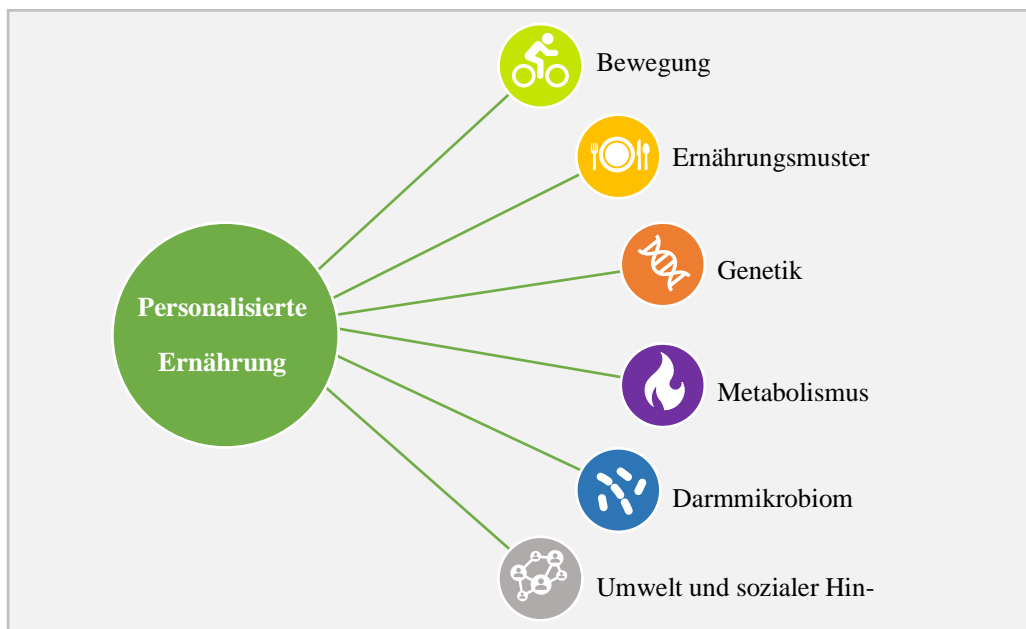 Bewegung
Ernährungsmuster
Genetik
Personalisierte
Ernährung
Metabolismus
Darmmikrobiom
Umwelt und sozialer Hin-